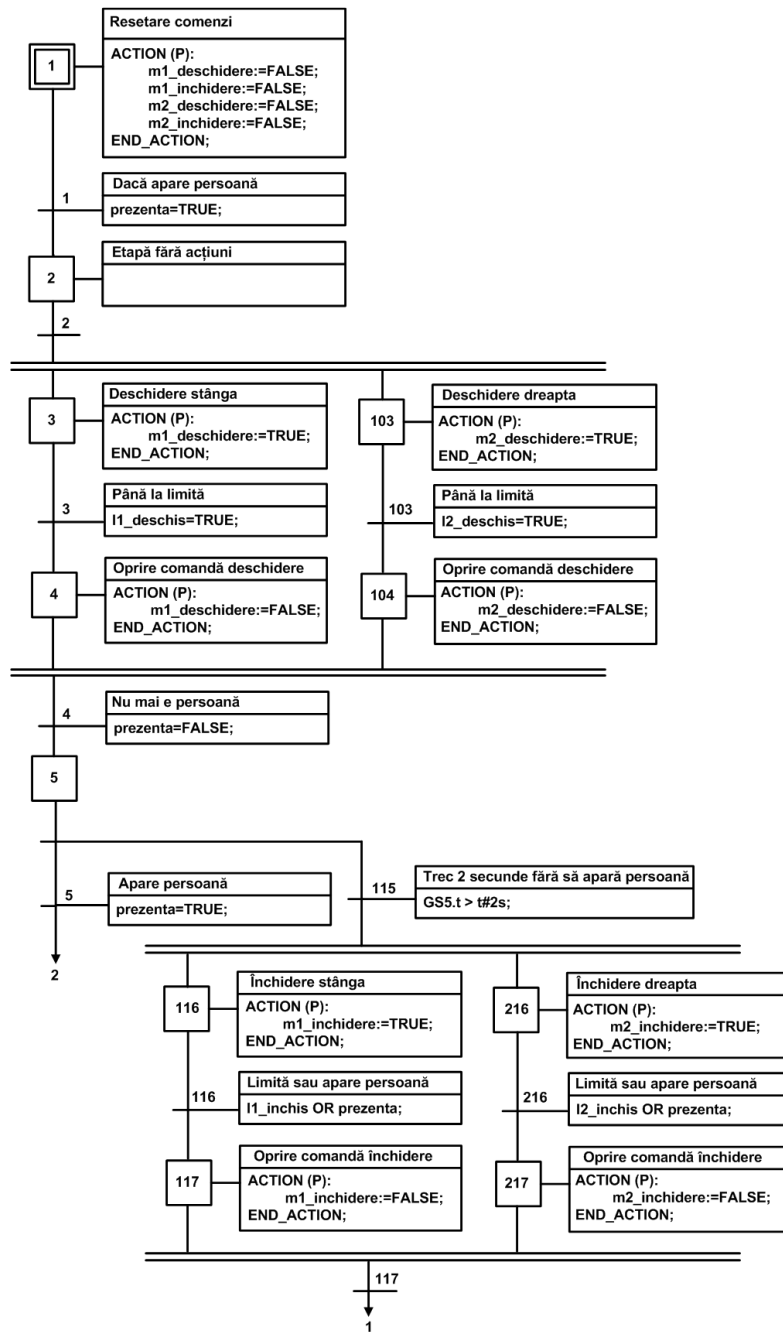 Resetare comenzi
1
ACTION (P):
m1_deschidere:=FALSE;
m1_inchidere:=FALSE;
m2_deschidere:=FALSE;
m2_inchidere:=FALSE;
END_ACTION;
1
Dacă apare persoană
prezenta=TRUE;
2
Etapă fără acțiuni
2
3
Deschidere stânga
ACTION (P):
m1_deschidere:=TRUE;
END_ACTION;
103
Deschidere dreapta
ACTION (P):
m2_deschidere:=TRUE;
END_ACTION;
3
Până la limită
l1_deschis=TRUE;
103
Până la limită
l2_deschis=TRUE;
4
Oprire comandă deschidere
ACTION (P):
m1_deschidere:=FALSE;
END_ACTION;
104
Oprire comandă deschidere
ACTION (P):
m2_deschidere:=FALSE;
END_ACTION;
4
Nu mai e persoană
prezenta=FALSE;
5
5
Apare persoană
prezenta=TRUE;
2
115
Trec 2 secunde fără să apară persoană
GS5.t > t#2s;
116
Închidere stânga
ACTION (P):
m1_inchidere:=TRUE;
END_ACTION;
216
Închidere dreapta
ACTION (P):
m2_inchidere:=TRUE;
END_ACTION;
116
Limită sau apare persoană
l1_inchis OR prezenta;
216
Limită sau apare persoană
l2_inchis OR prezenta;
117
Oprire comandă închidere
ACTION (P):
m1_inchidere:=FALSE;
END_ACTION;
217
Oprire comandă închidere
ACTION (P):
m2_inchidere:=FALSE;
END_ACTION;
117
1